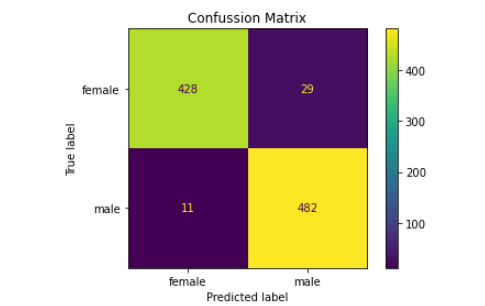 Confussion Matrix
True label
female
428
29
male
11
482
female
male
Predicted label
400
300
200
100